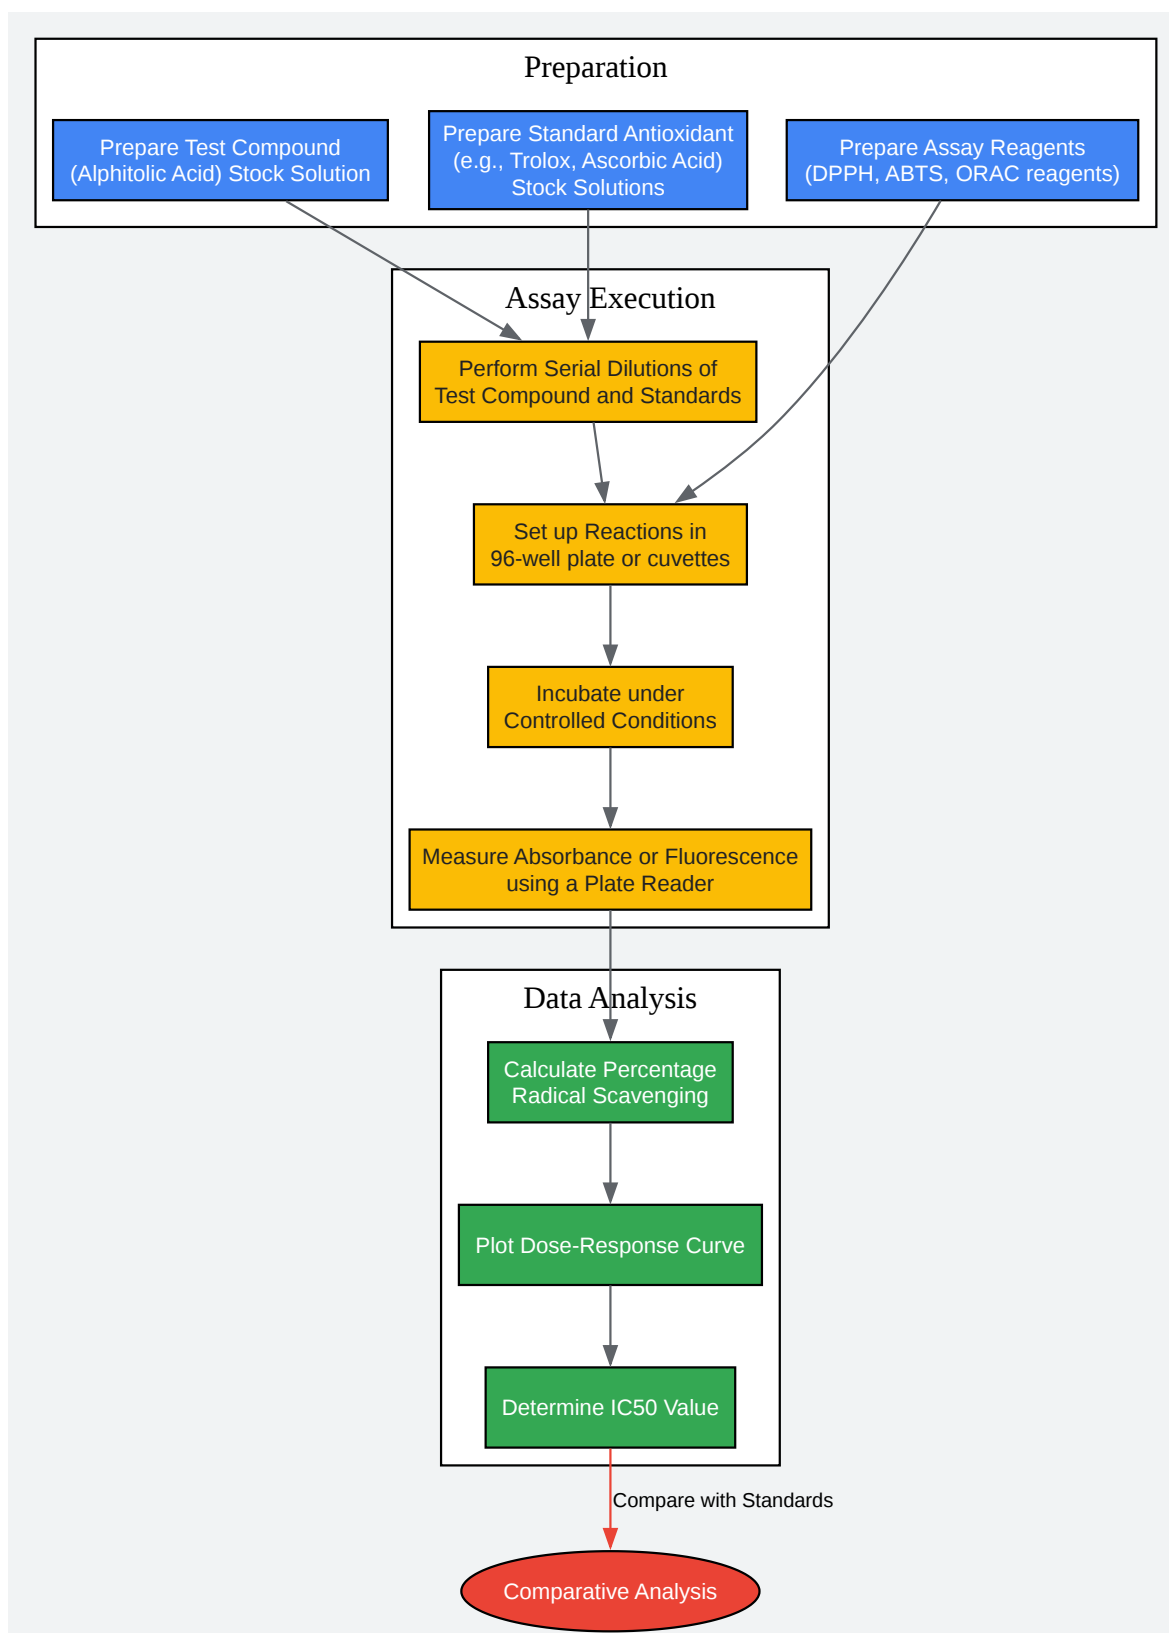 Preparation
Prepare Test Compound
(Alphitolic Acid) Stock Solution
Prepare Standard Antioxidant
(e.g., Trolox, Ascorbic Acid)
Stock Solutions
Prepare Assay Reagents
(DPPH, ABTS, ORAC reagents)
Assay Execution
Perform Serial Dilutions of
Test Compound and Standards
Set up Reactions in
96-well plate or cuvettes
Incubate under
Controlled Conditions
Measure Absorbance or Fluorescence
using a Plate Reader
Data Analysis
Calculate Percentage
Radical Scavenging
Plot Dose-Response Curve
Determine IC50 Value
Compare with Standards
Comparative Analysis